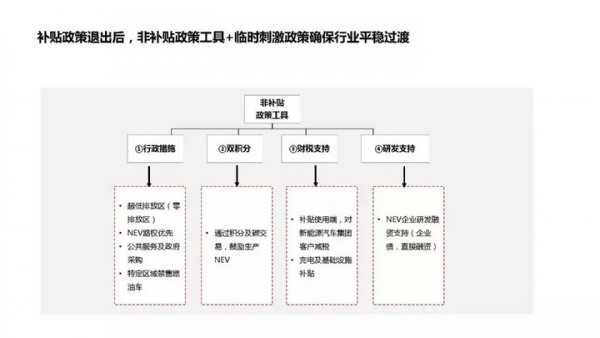 补贴政策退出后，非补贴政策工具+临时刺激政策确保行业平稳过渡
非补贴
政策工具
①行政措施
②双积分
③财税支持
④研发支持
• 超低排放区（零
排放区）
• NEV路权优先
• 公共服务及政府
采购
• 特定区域禁售燃
油车
• 通过积分及碳交
易，鼓励生产
NEV
• 补贴使用端，对
新能源汽车集团
客户减税
• 充电及基础设施
补贴
• NEV企业研发融
资支持（企业
债，直接融资）